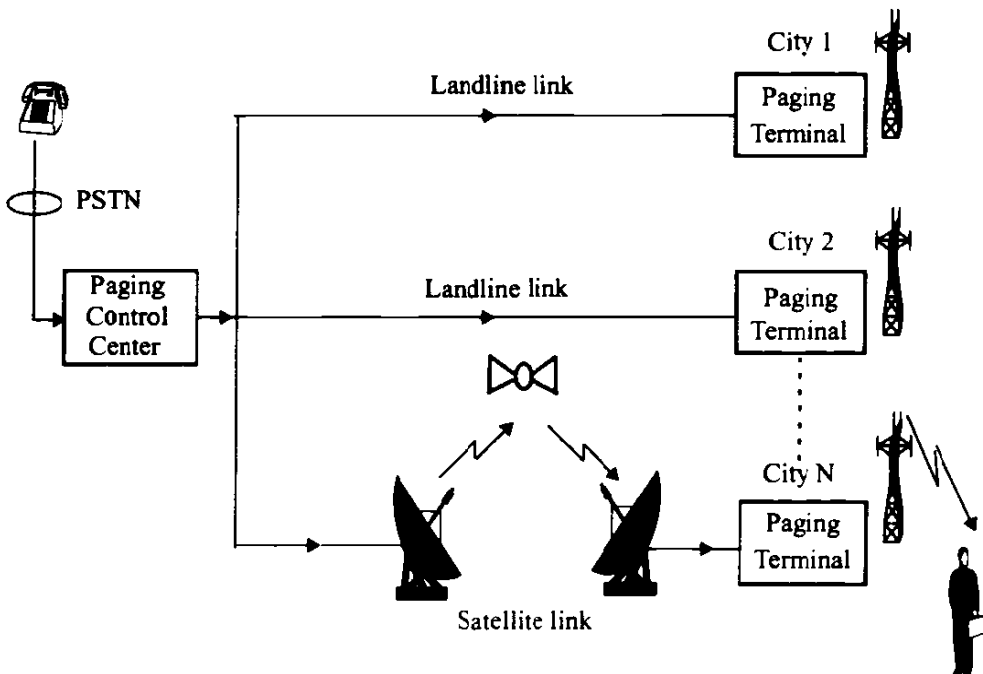 City 1
Landline link
Paging
Terminal
PSTN
City 2
Paging
Control
Center
Landline link
Paging
Terminal
City N
Paging
Terminal
Satellite link